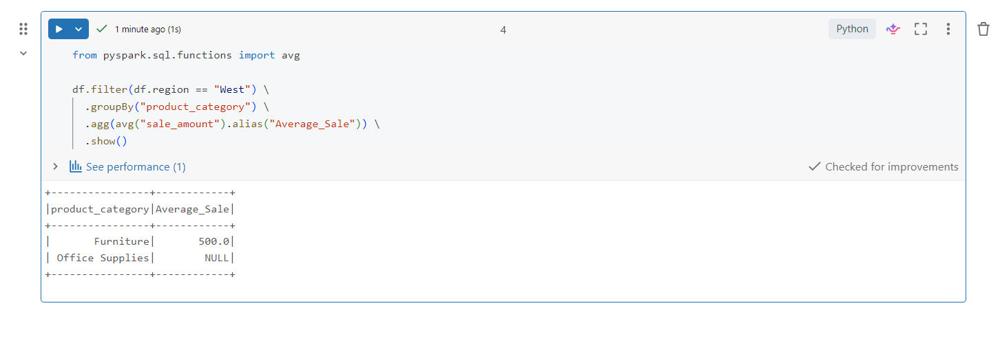 1 minute ago (1s)
4
Python
from pyspark.sql.functions import avg
df.filter(df.region == "West") \
.groupBy("product_category") \
.agg(avg("sale_amount").alias("Average_Sale")) \
.show()
See performance (1)
Checked for improvements
+----------------+------------+
|product_category|Average_Sale|
+----------------+------------+
|       Furniture|       500.0|
| Office Supplies|        NULL|
+----------------+------------+